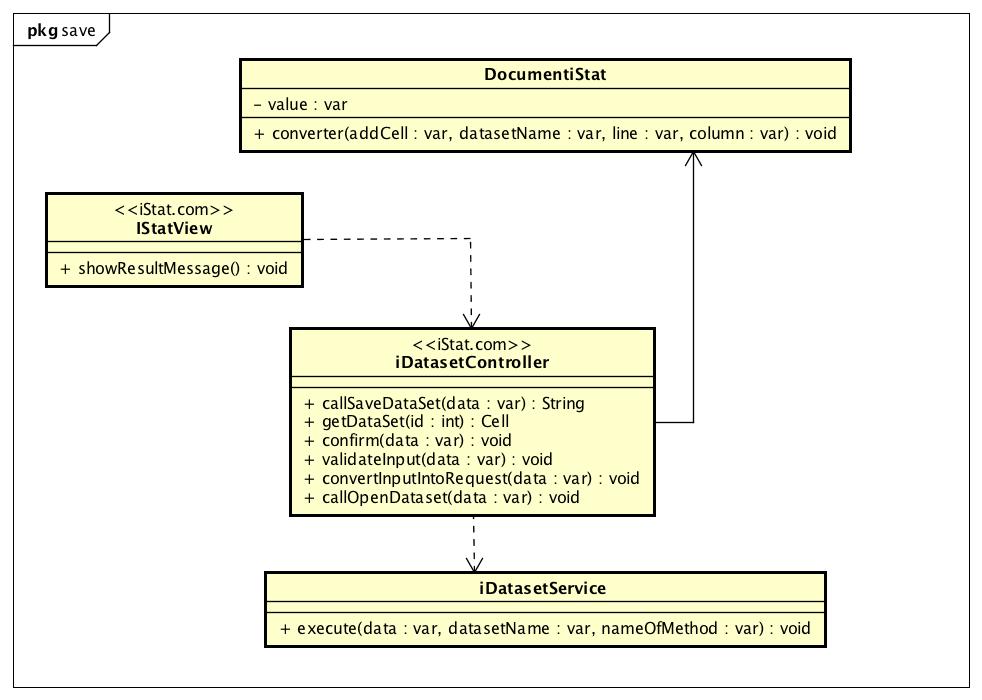 pkg save
DocumentiStat
- value : var
+ converter(addCell : var, datasetName : var, line : var, column : var) : void
<<iStat.com>>
IStatView
+ showResultMessage() : void
<<iStat.com>>
iDatasetController
+ callSaveDataSet(data : var) : String
+ getDataSet(id : int) : Cell
+ confirm(data : var) : void
+ validateInput(data : var) : void
+ convertInputIntoRequest(data : var) : void
+ callOpenDataset(data : var) : void
iDatasetService
+ execute(data : var, datasetName : var, nameOfMethod : var) : void